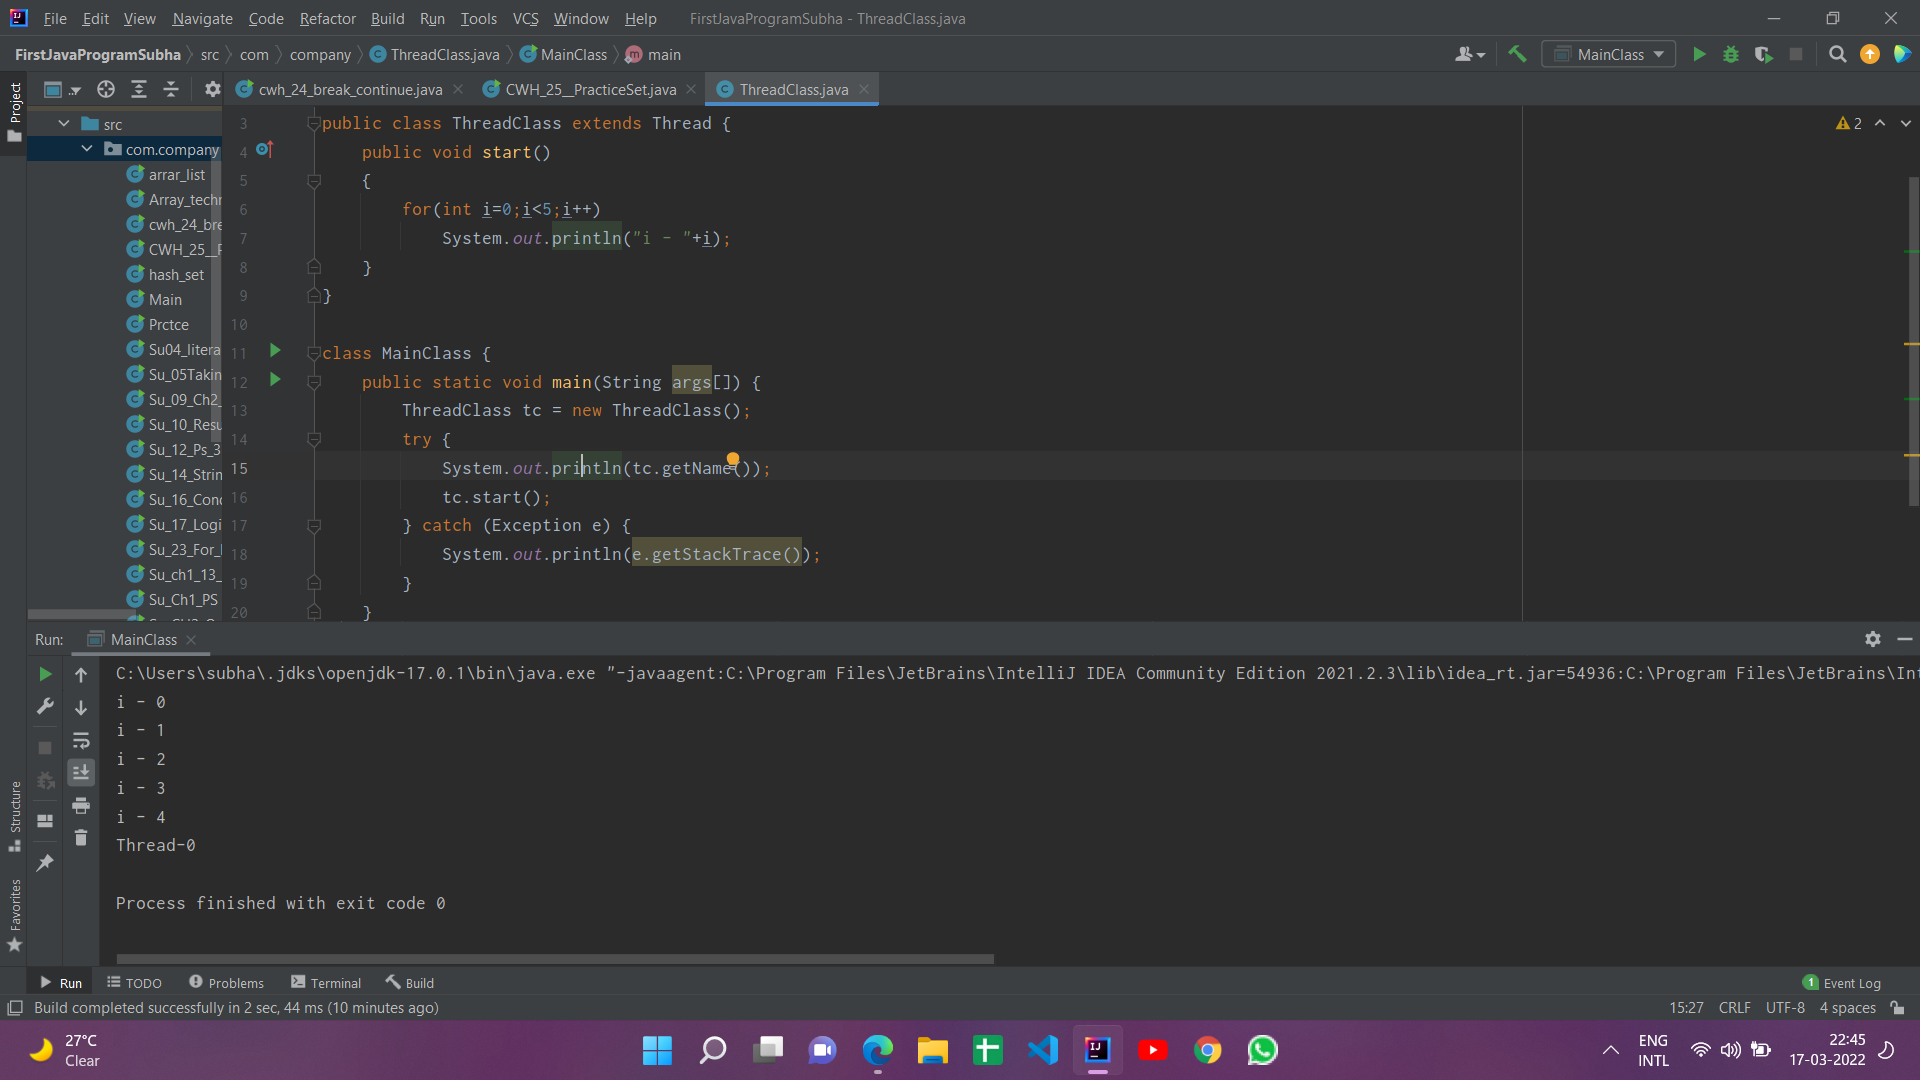 File Edit View Navigate Code Refactor Build Run Tools VCS Window Help FirstJavaProgramSubha - ThreadClass.java
FirstJavaProgramSubha src com company ThreadClass.java MainClass main MainClass
Project
cwh_24_break_continue.java CWH_25__PracticeSet.java ThreadClass.java
src
com.company
arrar_list
Array_techn
cwh_24_bre
CWH_25__P
hash_set
Main
Prctce
Su04_litera
Su_05Takin
Su_09_Ch2_
Su_10_Resu
Su_12_Ps_3
Su_14_Strin
Su_16_Conc
Su_17_Logi
Su_23_For_
Su_ch1_13_
Su_Ch1_PS
2
3 public class ThreadClass extends Thread {
4 public void start()
5 {
6 for(int i=0;i<5;i++)
7 System.out.println("i - "+i);
8 }
9 }
10
11 class MainClass {
12 public static void main(String args[]) {
13 ThreadClass tc = new ThreadClass();
14 try {
15 System.out.println(tc.getName());
16 tc.start();
17 } catch (Exception e) {
18 System.out.println(e.getStackTrace());
19 }
20 }
Run: MainClass
C:\Users\subha\.jdks\openjdk-17.0.1\bin\java.exe "-javaagent:C:\Program Files\JetBrains\IntelliJ IDEA Community Edition 2021.2.3\lib\idea_rt.jar=54936:C:\Program Files\JetBrains\Int
i - 0
i - 1
i - 2
i - 3
i - 4
Thread-0
Process finished with exit code 0
Structure
Favorites
Run TODO Problems Terminal Build 1 Event Log
Build completed successfully in 2 sec, 44 ms (10 minutes ago) 15:27 CRLF UTF-8 4 spaces
27°C
Clear
ENG
INTL
22:45
17-03-2022